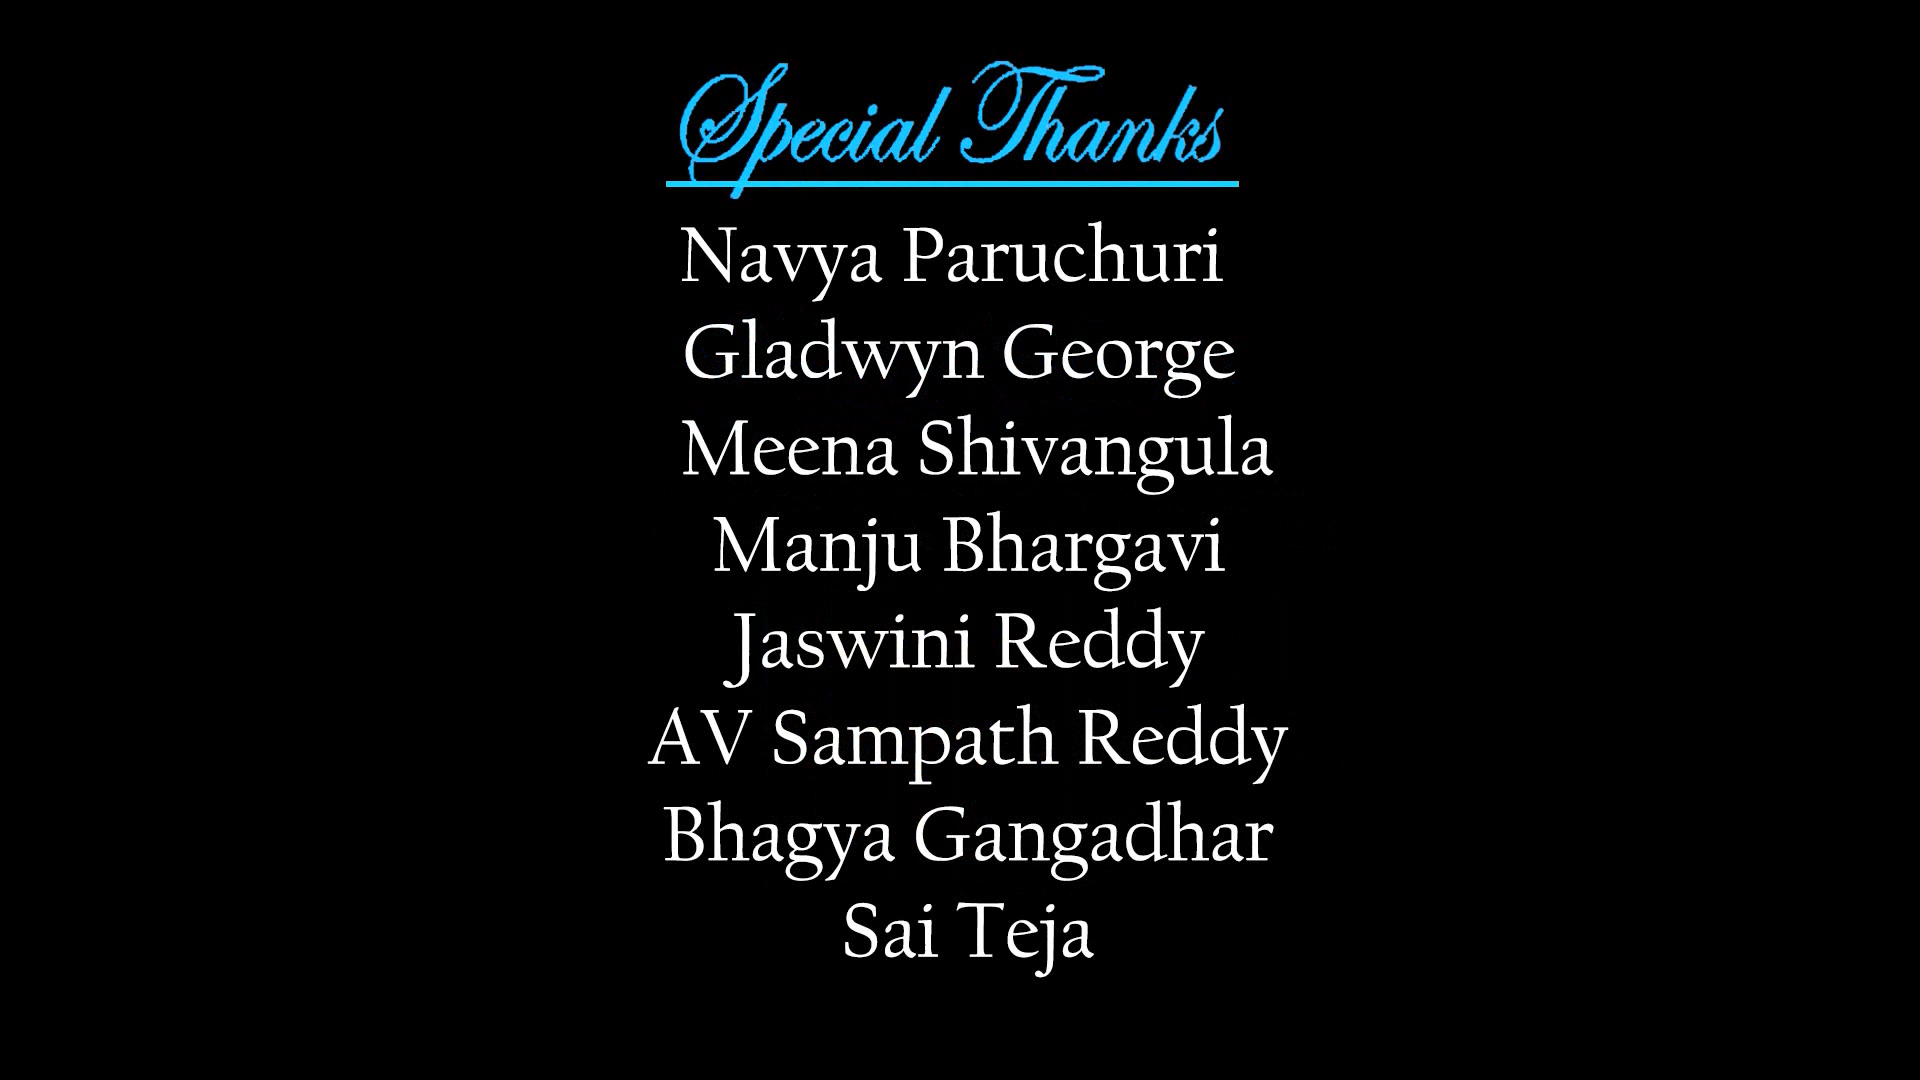 Special Thanks
Navya Paruchuri
Gladwyn George
Meena Shivangula
Manju Bhargavi
Jaswini Reddy
AV Sampath Reddy
Bhagya Gangadhar
Sai Teja